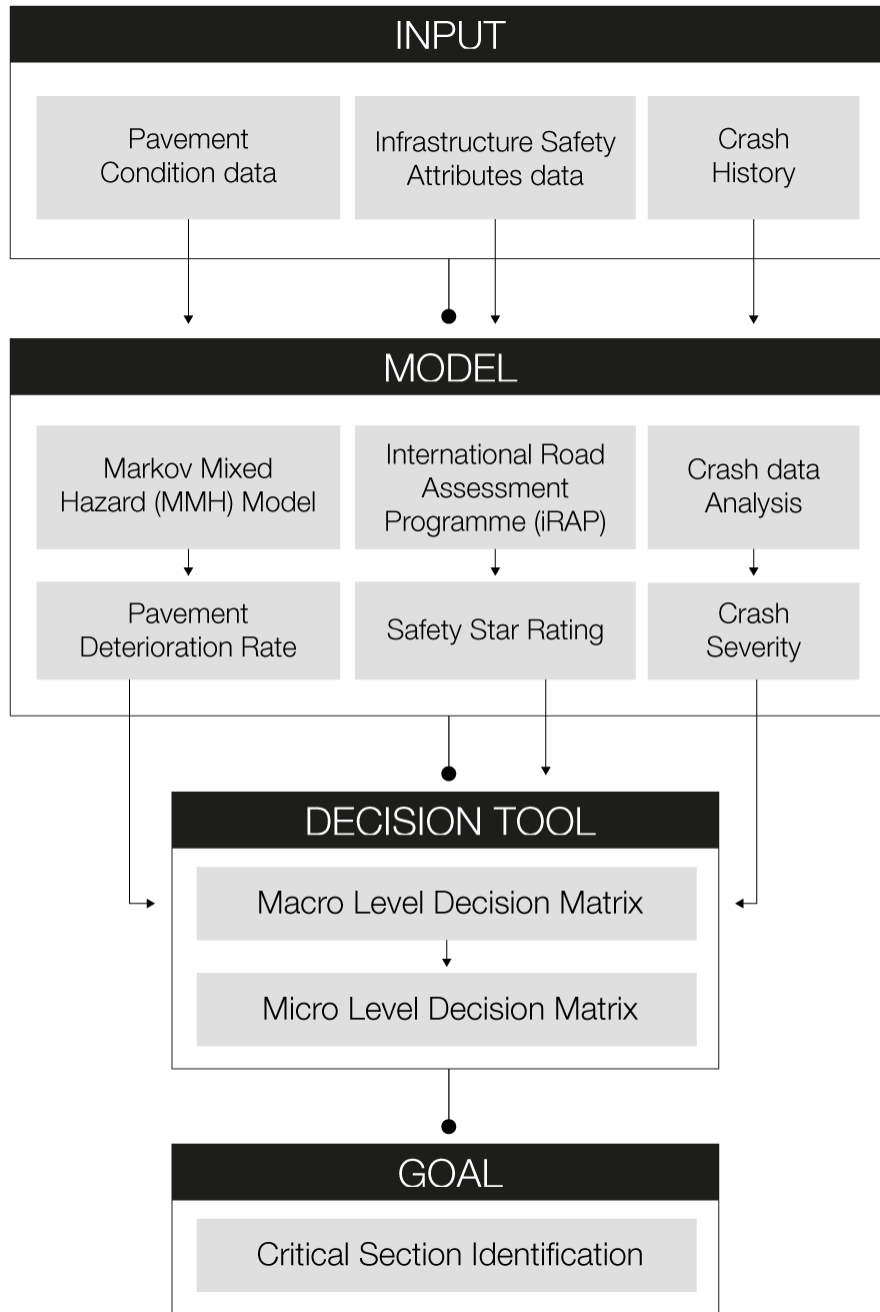 INPUT
Pavement
Condition data
Infrastructure Safety
Attributes data
Crash
History
MODEL
Markov Mixed
Hazard (MMH) Model
International Road
Assessment
Programme (iRAP)
Crash data
Analysis
Pavement
Deterioration Rate
Safety Star Rating
Crash
Severity
DECISION TOOL
Macro Level Decision Matrix
Micro Level Decision Matrix
GOAL
Critical Section Identification